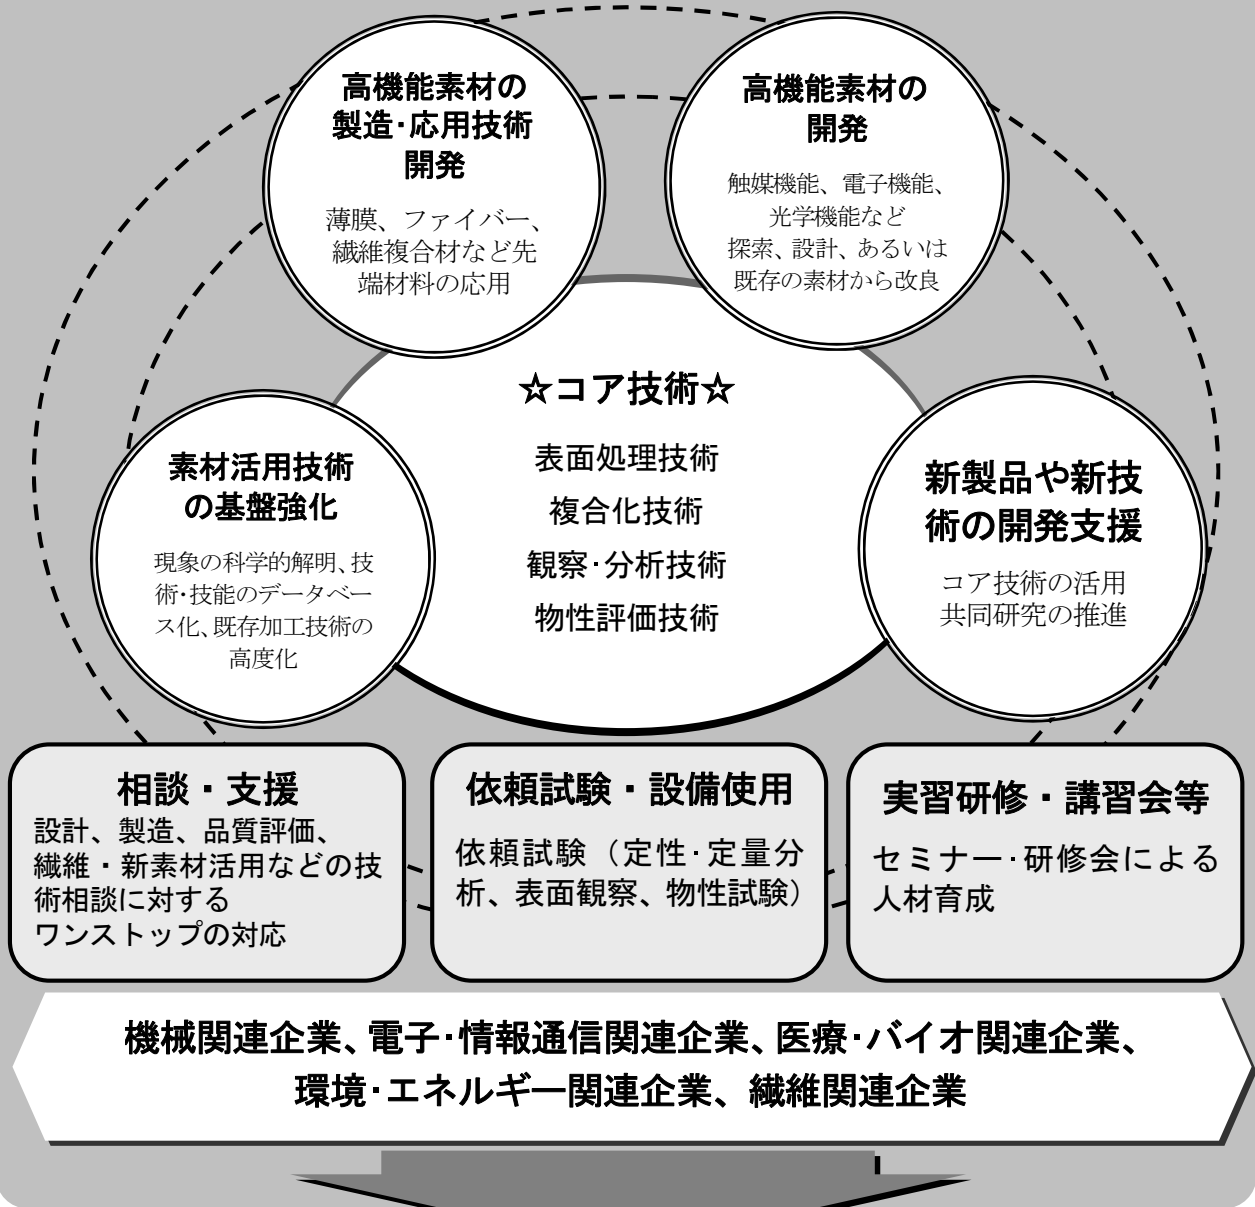 高機能素材の
製造･応用技術
開発
薄膜、ファイバー、
繊維複合材など先
端材料の応用
高機能素材の
開発
触媒機能、電子機能、
光学機能など
探索、設計、あるいは
既存の素材から改良
☆コア技術☆
表面処理技術
複合化技術
観察･分析技術
物性評価技術
素材活用技術
の基盤強化
現象の科学的解明、技
術･技能のデータベー
ス化、既存加工技術の
高度化
新製品や新技
術の開発支援
コア技術の活用
共同研究の推進
相談・支援
設計、製造、品質評価、
繊維・新素材活用などの技
術相談に対する
ワンストップの対応
依頼試験・設備使用
依頼試験（定性･定量分
析、表面観察、物性試験）
実習研修・講習会等
セミナー･研修会による
人材育成
機械関連企業、電子･情報通信関連企業、医療･バイオ関連企業、
環境･エネルギー関連企業、繊維関連企業